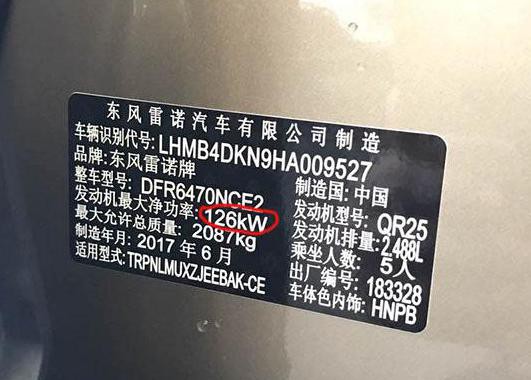 东风雷诺汽车有限公司制造
车辆识别代号: LHMB4DKN9HA009527
品牌: 东风雷诺牌 制造国: 中国
整车型号: DFR6470NCE2 发动机型号: QR25
发动机最大净功率: 126kW 发动机排量: 2.488L
最大允许总质量: 2087kg 乘坐人数: 5人
制造年月: 2017年6月 出厂编号: 183328
适用型式: TRPNLMUXZJEEBAK-CE 车体色内饰: HNPB